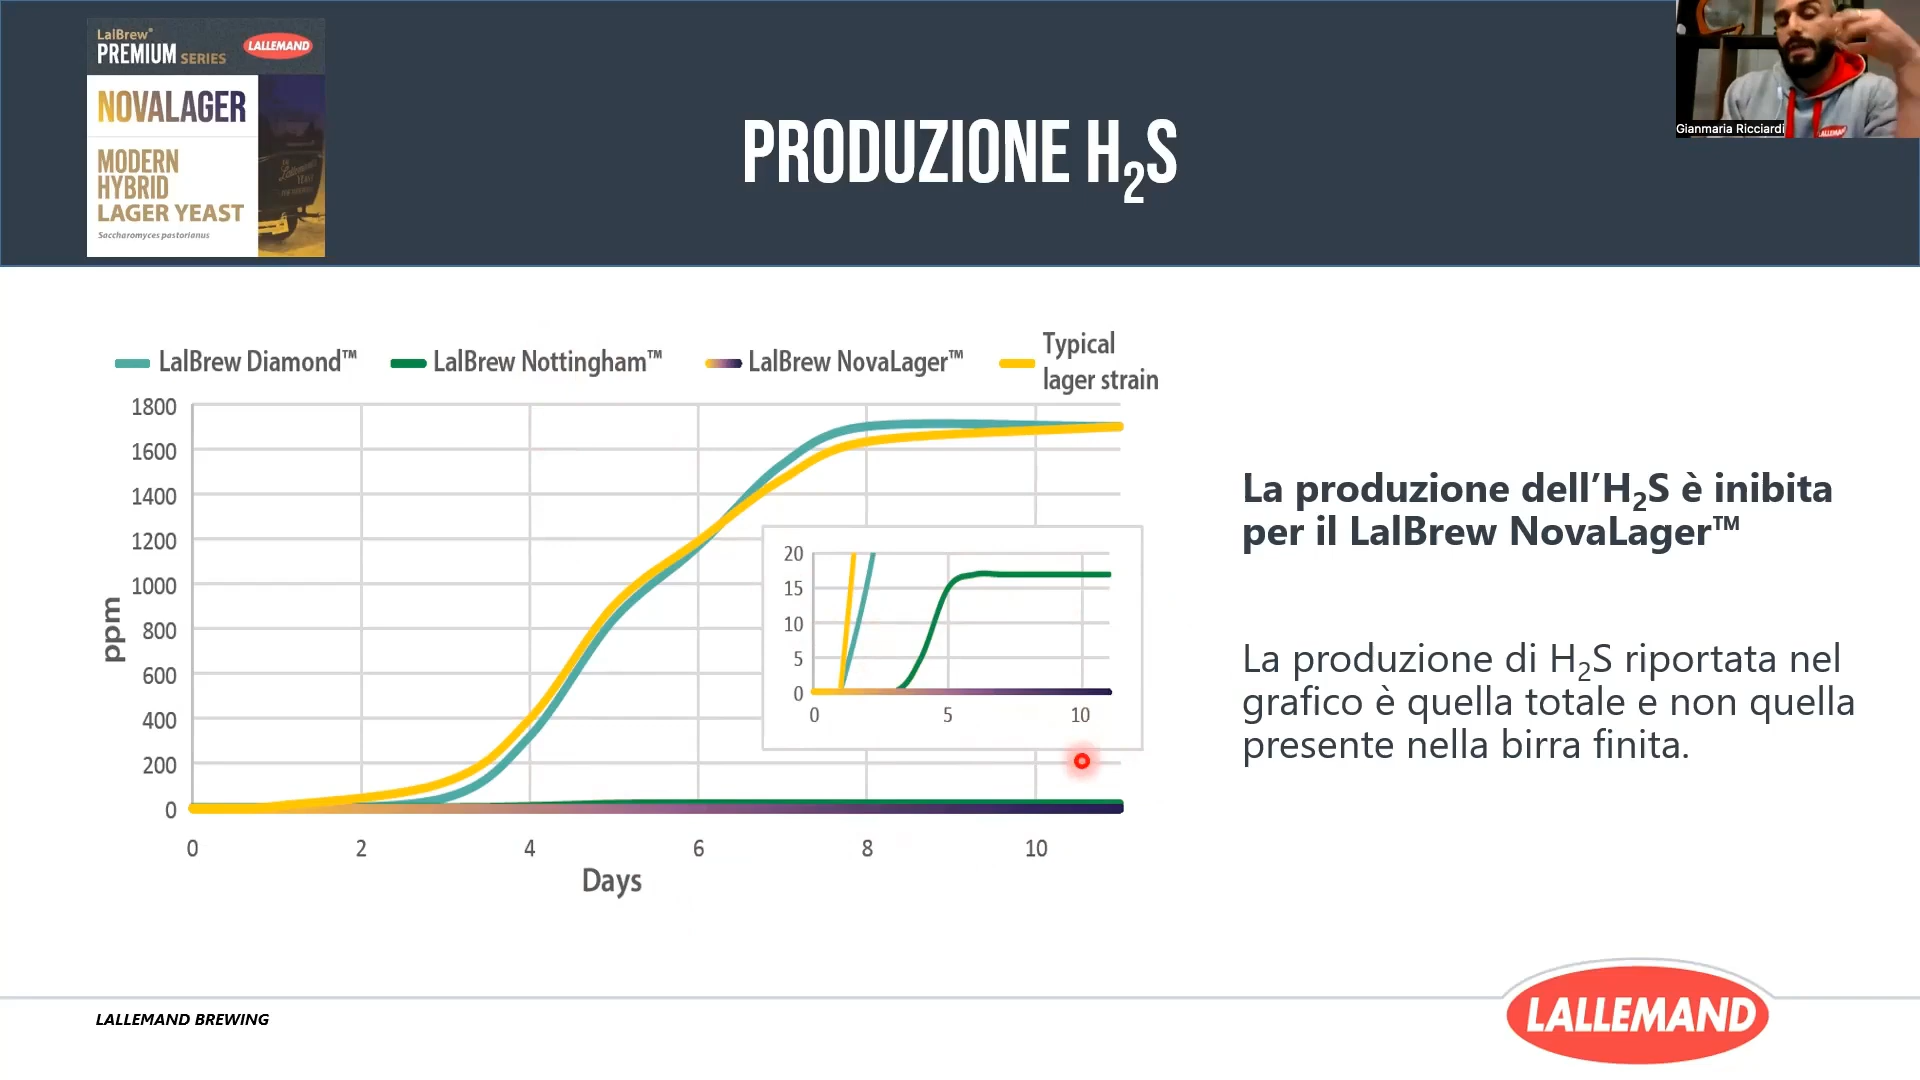 LalBrew®
PREMIUM SERIES
LALLEMAND
NOVALAGER
MODERN
HYBRID
LAGER YEAST
Saccharomyces pastorianus
PRODUZIONE H₂S
Gianmaria Ricciardi
LALLEMAND
LalBrew Diamond™ LalBrew Nottingham™ LalBrew NovaLager™ Typical
lager strain
1800
1600
1400
1200
1000
800
600
400
200
0
ppm
0 2 4 6 8 10
Days
20
15
10
5
0
0 5 10
La produzione dell’H₂S è inibita
per il LalBrew NovaLager™
La produzione di H₂S riportata nel
grafico è quella totale e non quella
presente nella birra finita.
LALLEMAND BREWING
LALLEMAND